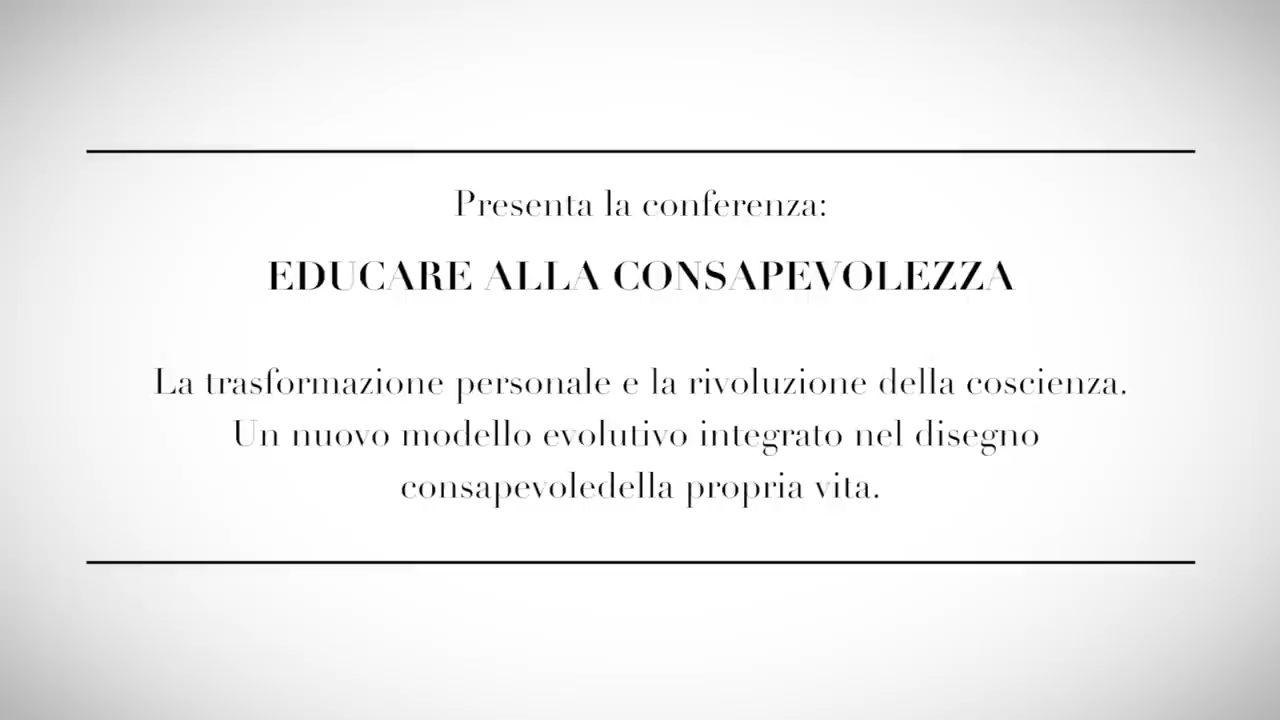 Presenta la conferenza:
EDUCARE ALLA CONSAPEVOLEZZA
La trasformazione personale e la rivoluzione della coscienza.
Un nuovo modello evolutivo integrato nel disegno
consapevoledella propria vita.